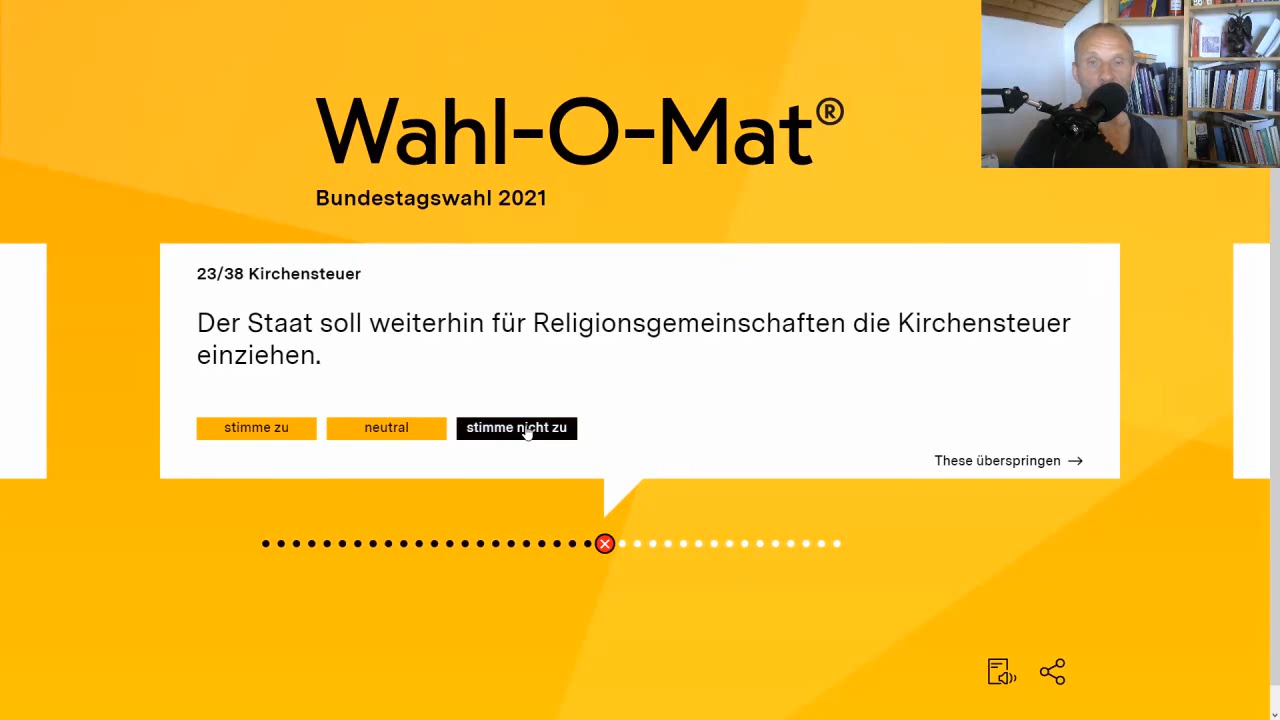 Wahl-O-Mat®
Bundestagswahl 2021
23/38 Kirchensteuer
Der Staat soll weiterhin für Religionsgemeinschaften die Kirchensteuer
einziehen.
stimme zu neutral stimme nicht zu
These überspringen →